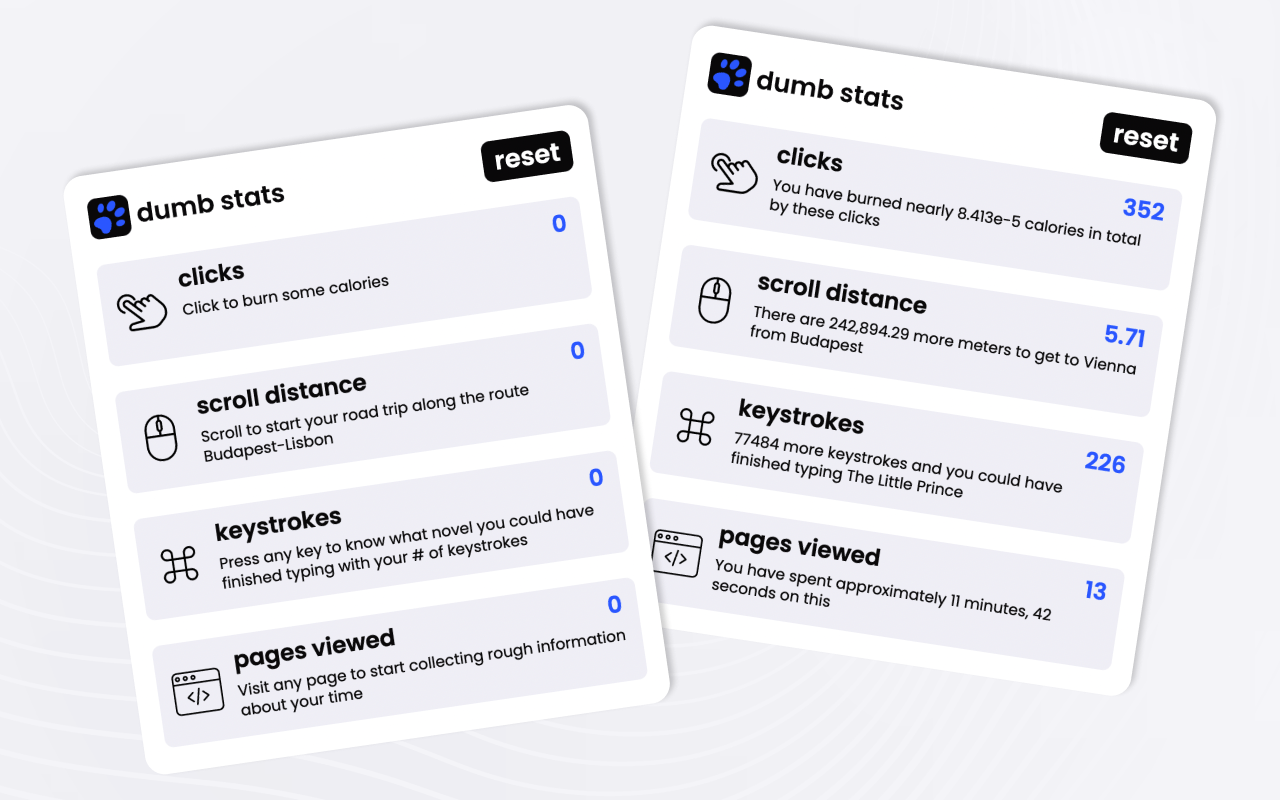 dumb stats
reset
clicks
0
Click to burn some calories
scroll distance
0
Scroll to start your road trip along the route
Budapest-Lisbon
keystrokes
0
Press any key to know what novel you could have
finished typing with your # of keystrokes
pages viewed
0
Visit any page to start collecting rough information
about your time
dumb stats
reset
clicks
352
You have burned nearly 8.413e-5 calories in total
by these clicks
scroll distance
5.71
There are 242,894.29 more meters to get to Vienna
from Budapest
keystrokes
226
77484 more keystrokes and you could have
finished typing The Little Prince
pages viewed
13
You have spent approximately 11 minutes, 42
seconds on this